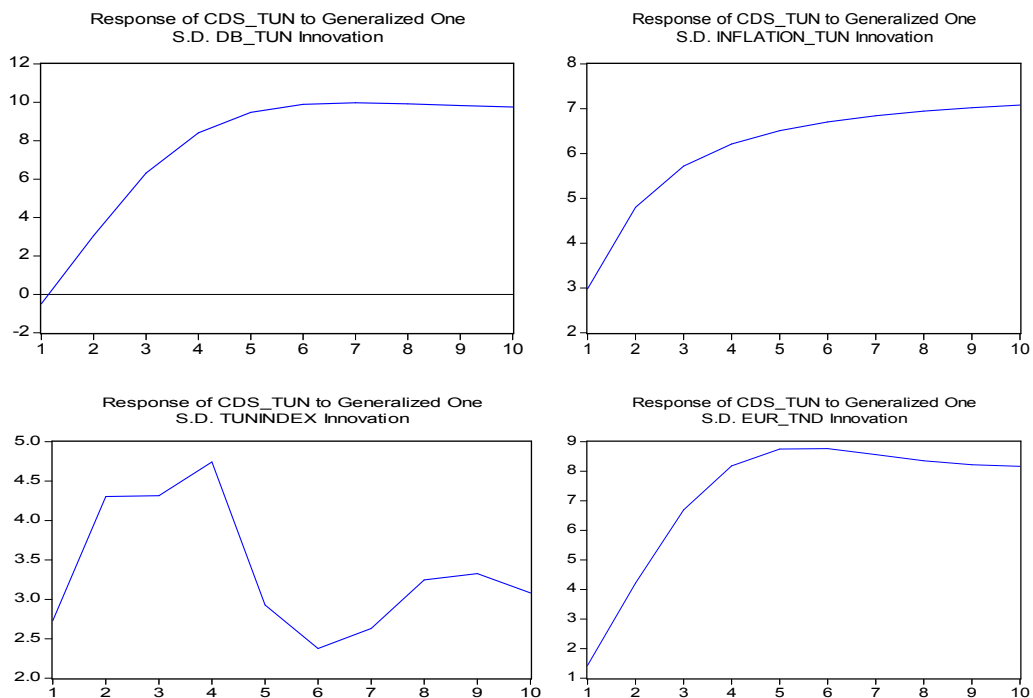 Response of CDS_TUN to Generalized One
S.D. DB_TUN Innovation
12
10
8
6
4
2
0
-2
1 2 3 4 5 6 7 8 9 10
Response of CDS_TUN to Generalized One
S.D. INFLATION_TUN Innovation
8
7
6
5
4
3
2
1 2 3 4 5 6 7 8 9 10
Response of CDS_TUN to Generalized One
S.D. TUNINDEX Innovation
5.0
4.5
4.0
3.5
3.0
2.5
2.0
1 2 3 4 5 6 7 8 9 10
Response of CDS_TUN to Generalized One
S.D. EUR_TND Innovation
9
8
7
6
5
4
3
2
1
1 2 3 4 5 6 7 8 9 10